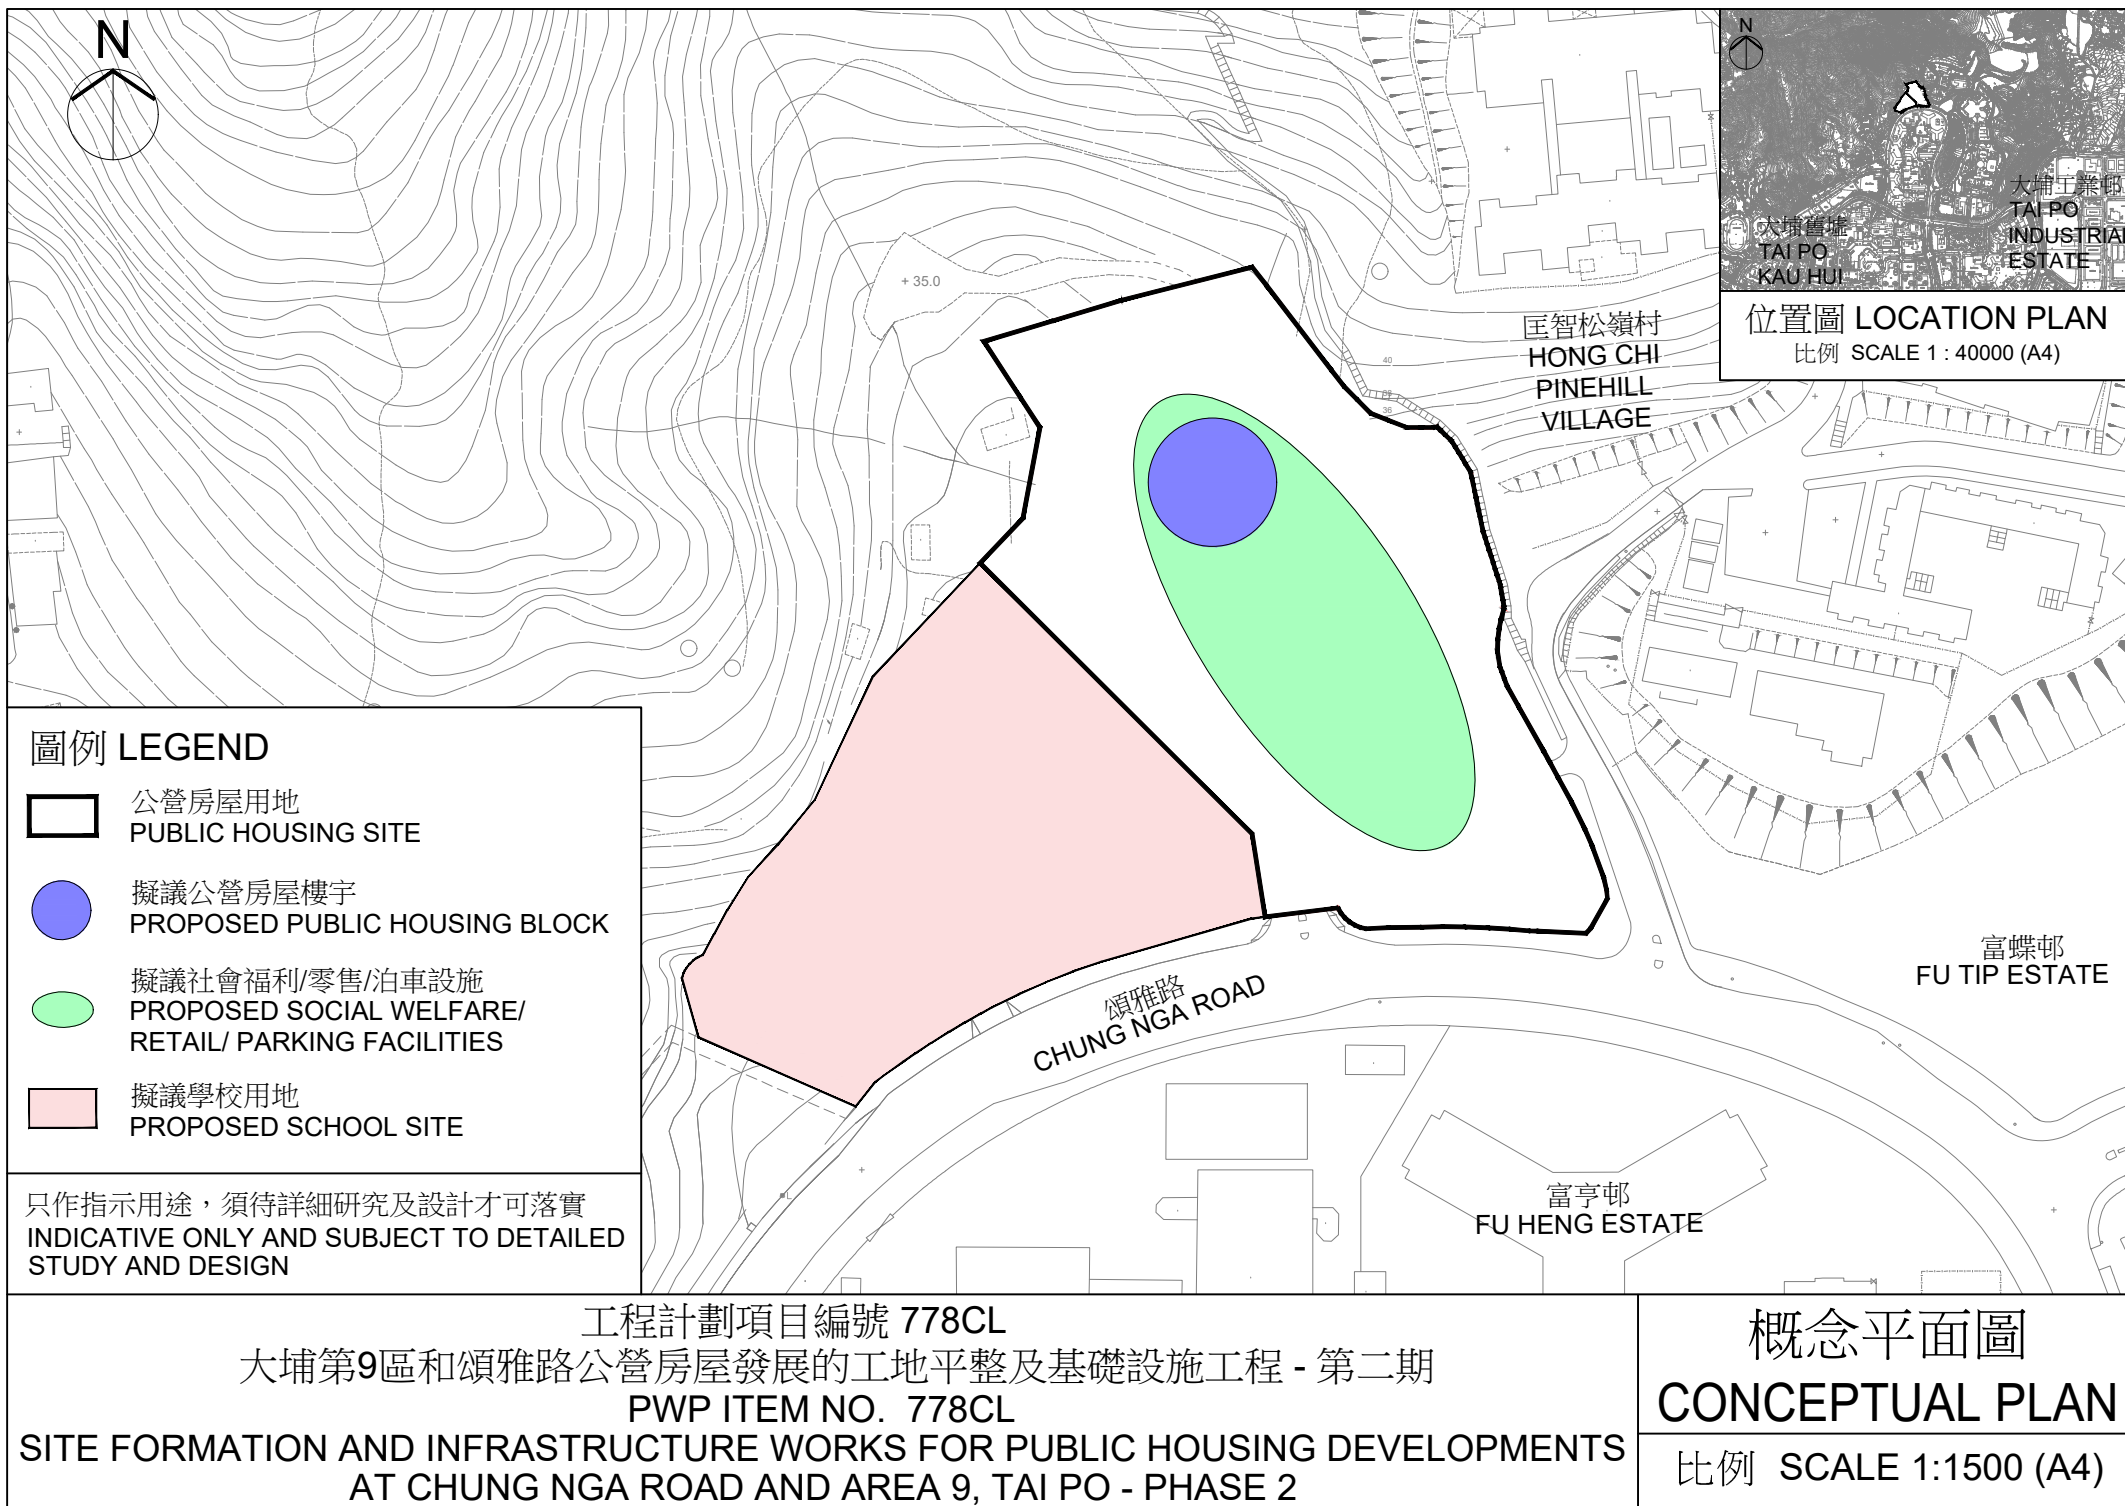 N
+ 35.0
40
38
36
匡智松嶺村
HONG CHI
PINEHILL
VILLAGE
N
大埔工業邨
TAI PO
INDUSTRIAL
ESTATE
大埔舊墟
TAI PO
KAU HUI
位置圖 LOCATION PLAN
比例 SCALE 1 : 40000 (A4)
富蝶邨
FU TIP ESTATE
頌雅路
CHUNG NGA ROAD
富亨邨
FU HENG ESTATE
圖例 LEGEND
公營房屋用地
PUBLIC HOUSING SITE
擬議公營房屋樓宇
PROPOSED PUBLIC HOUSING BLOCK
擬議社會福利/零售/泊車設施
PROPOSED SOCIAL WELFARE/
RETAIL/ PARKING FACILITIES
擬議學校用地
PROPOSED SCHOOL SITE
只作指示用途，須待詳細研究及設計才可落實
INDICATIVE ONLY AND SUBJECT TO DETAILED
STUDY AND DESIGN
工程計劃項目編號 778CL
大埔第9區和頌雅路公營房屋發展的工地平整及基礎設施工程 - 第二期
PWP ITEM NO. 778CL
SITE FORMATION AND INFRASTRUCTURE WORKS FOR PUBLIC HOUSING DEVELOPMENTS
AT CHUNG NGA ROAD AND AREA 9, TAI PO - PHASE 2
概念平面圖
CONCEPTUAL PLAN
比例 SCALE 1:1500 (A4)